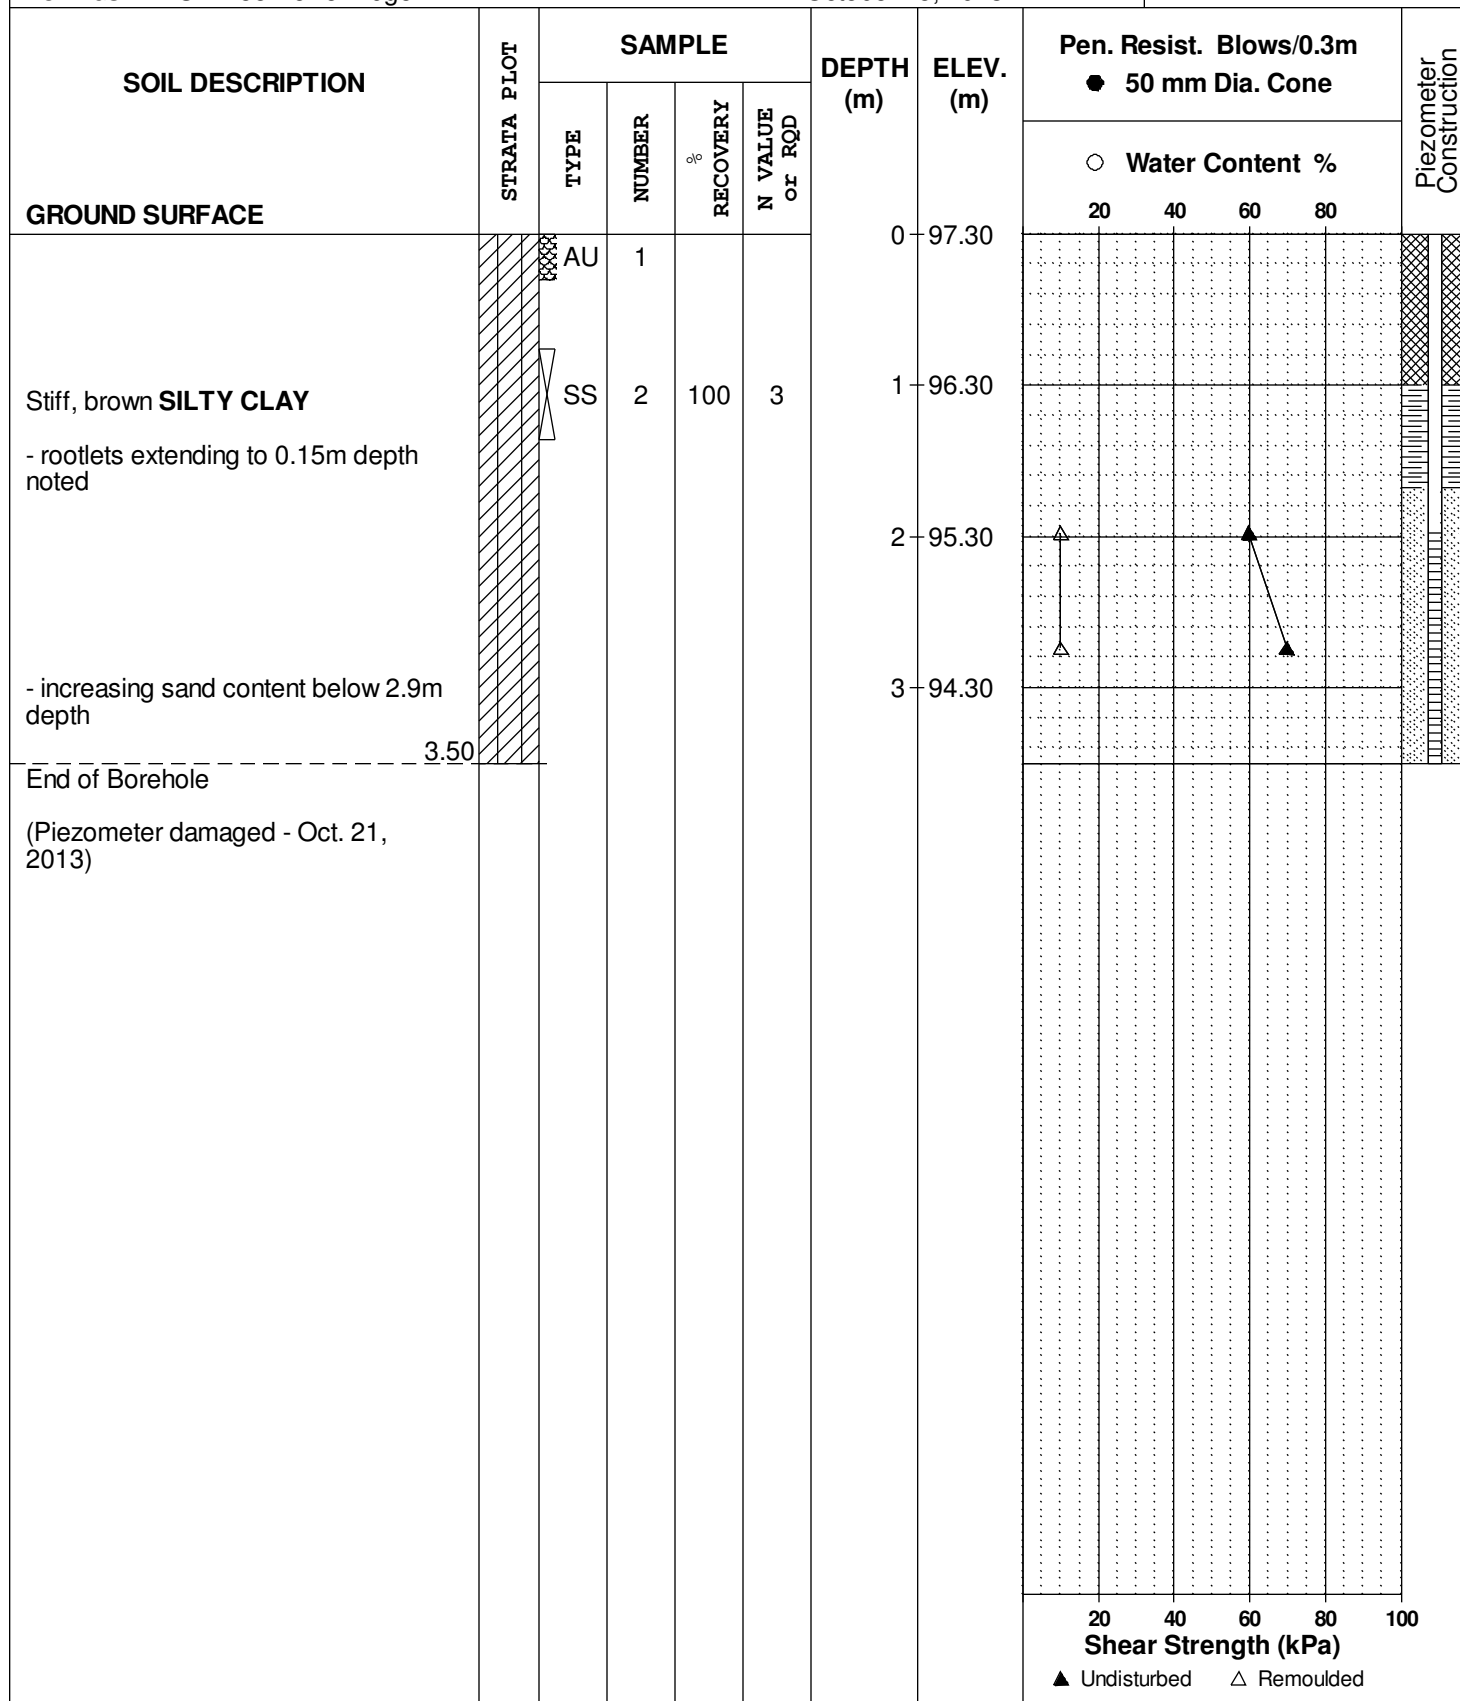 SOIL DESCRIPTION
GROUND SURFACE
STRATA PLOT
SAMPLE
TYPE
NUMBER
% RECOVERY
N VALUE or RQD
DEPTH (m)
ELEV. (m)
Pen. Resist. Blows/0.3m
● 50 mm Dia. Cone
○ Water Content %
20 40 60 80
Piezometer Construction
0 97.30
AU 1
Stiff, brown SILTY CLAY
SS 2 100 3
1 96.30
- rootlets extending to 0.15m depth
noted
2 95.30
- increasing sand content below 2.9m
depth
3 94.30
3.50
End of Borehole
(Piezometer damaged - Oct. 21,
2013)
20 40 60 80 100
Shear Strength (kPa)
▲ Undisturbed △ Remoulded